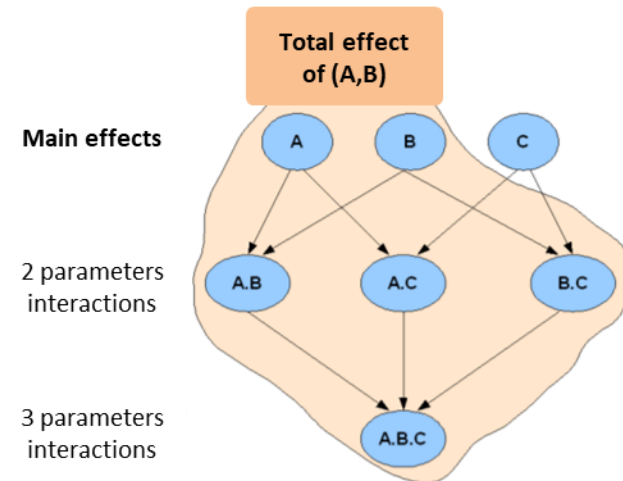 Total effect
of (A,B)
Main effects
A
B
C
2 parameters
interactions
A.B
A.C
B.C
3 parameters
interactions
A.B.C